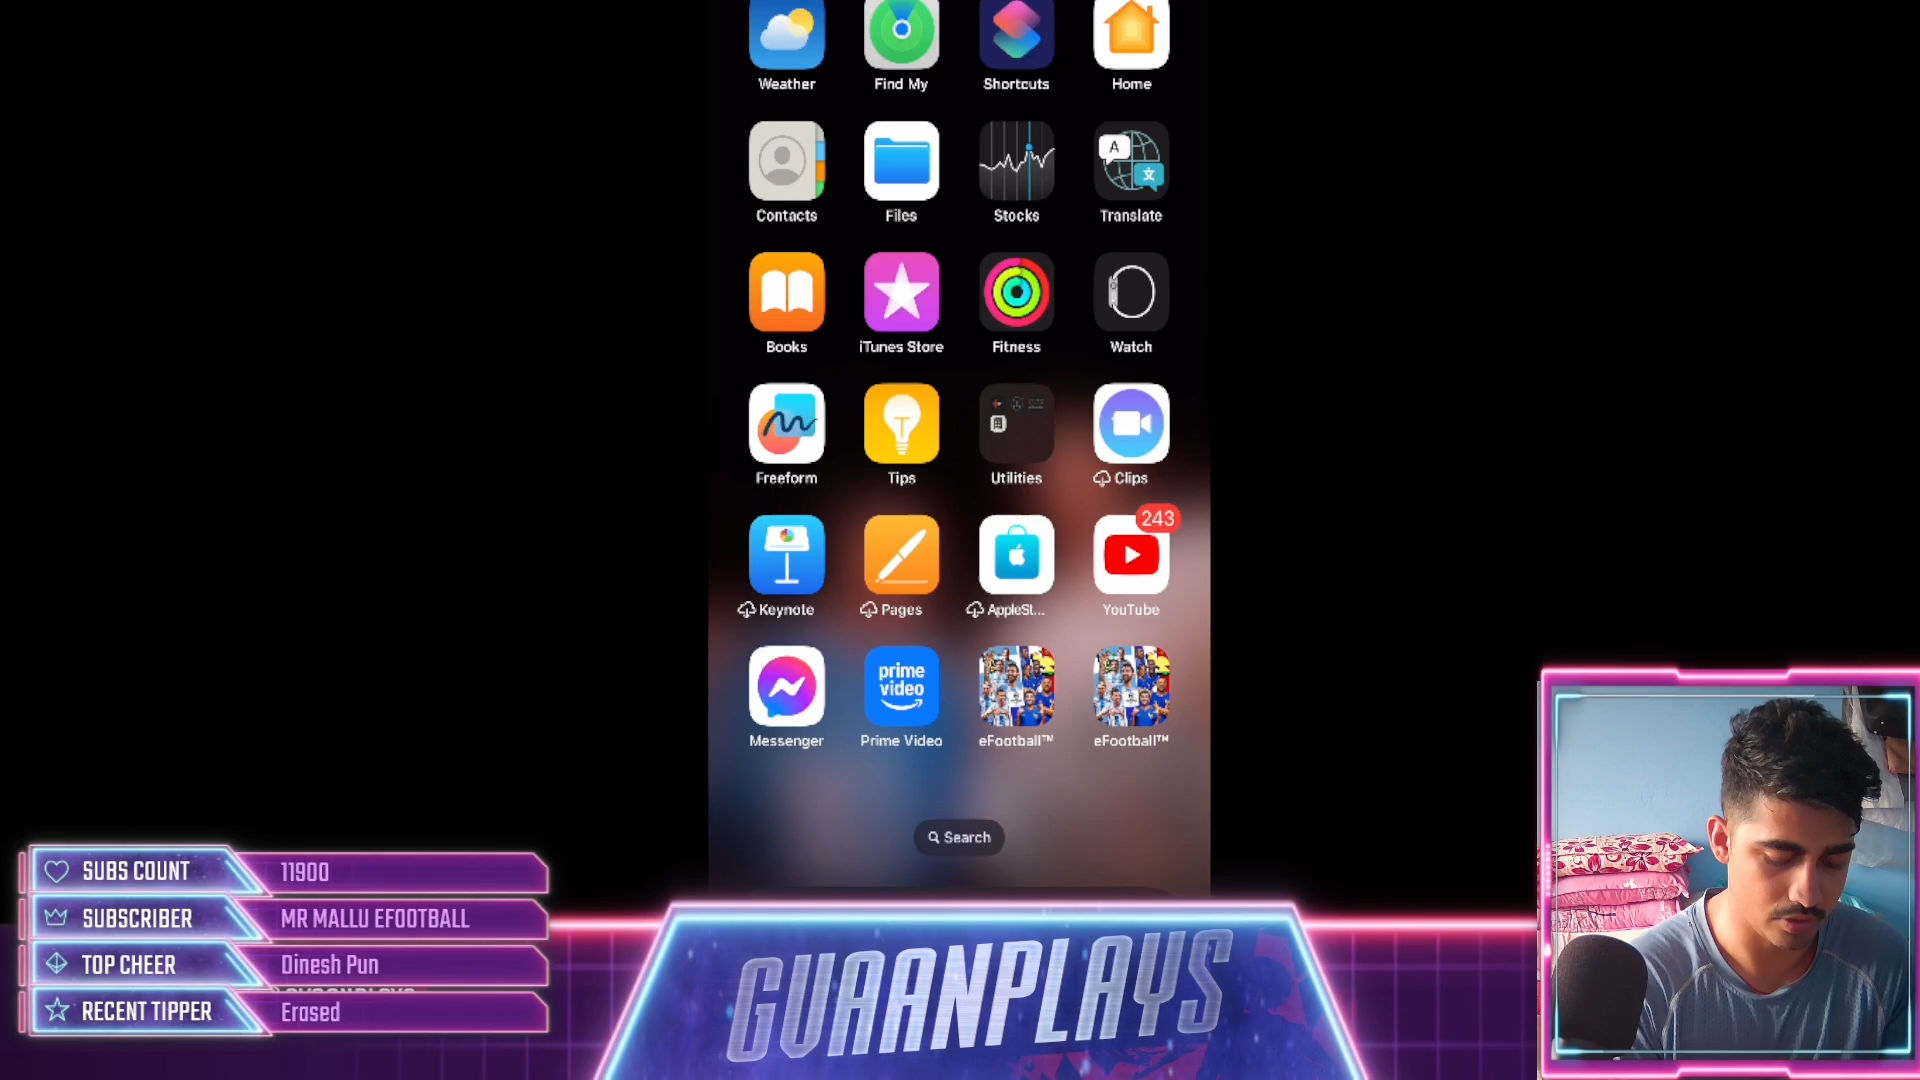 Weather Find My Shortcuts Home
A 文
Contacts Files Stocks Translate
Books iTunes Store Fitness Watch
Freeform Tips Utilities Clips
243
Keynote Pages AppleSt... YouTube
prime
video
Messenger Prime Video eFootball™ eFootball™
Search
SUBS COUNT 11900
SUBSCRIBER MR MALLU EFOOTBALL
TOP CHEER Dinesh Pun
RECENT TIPPER Erased
GVAANPLAYS